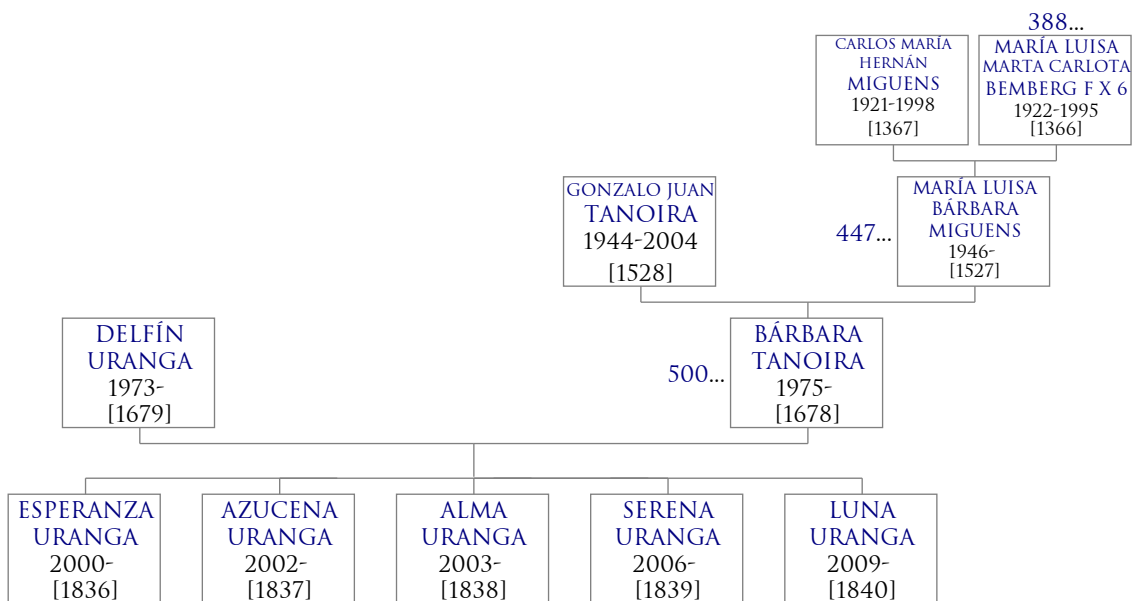 388...
CARLOS MARÍA
HERNÁN
MIGUENS
1921-1998
[1367]
MARÍA LUISA
MARTA CARLOTA
BEMBERG F X 6
1922-1995
[1366]
GONZALO JUAN
TANOIRA
1944-2004
[1528]
447...
MARÍA LUISA
BÁRBARA
MIGUENS
1946-
[1527]
DELFÍN
URANGA
1973-
[1679]
500...
BÁRBARA
TANOIRA
1975-
[1678]
ESPERANZA
URANGA
2000-
[1836]
AZUCENA
URANGA
2002-
[1837]
ALMA
URANGA
2003-
[1838]
SERENA
URANGA
2006-
[1839]
LUNA
URANGA
2009-
[1840]